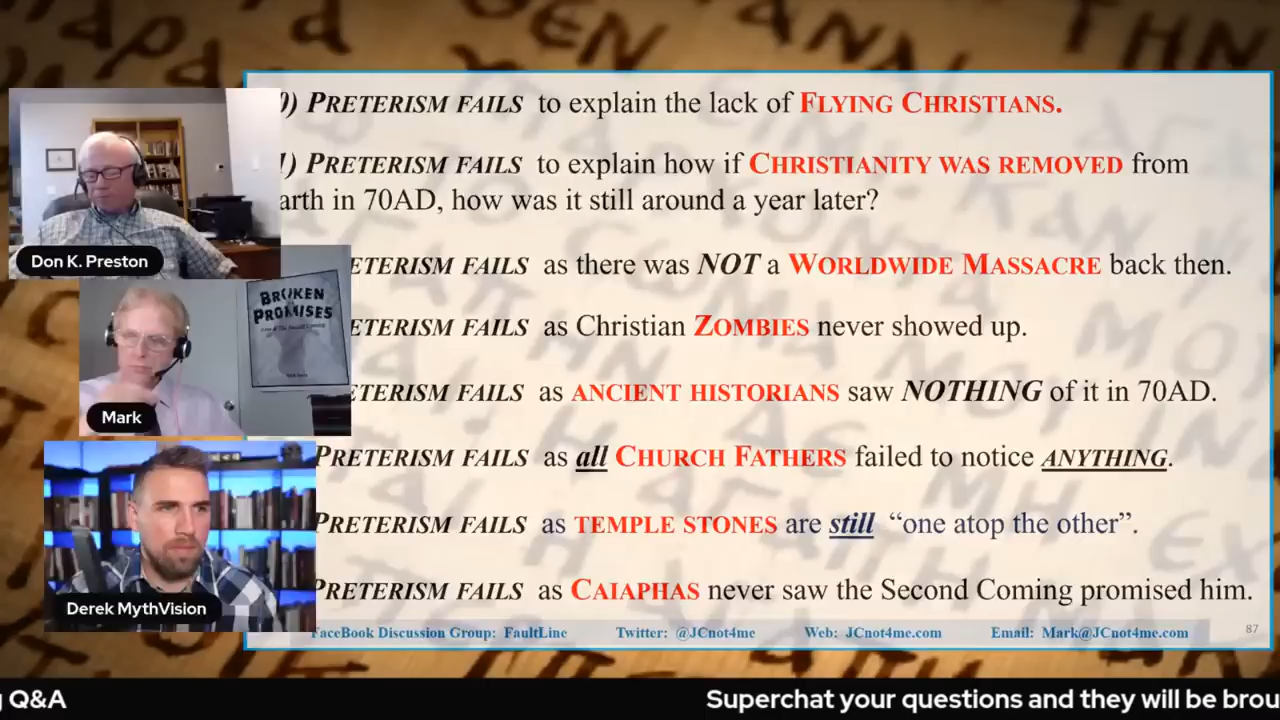 0) PRETERISM FAILS to explain the lack of FLYING CHRISTIANS.
1) PRETERISM FAILS to explain how if CHRISTIANITY WAS REMOVED from
arth in 70AD, how was it still around a year later?
ETERISM FAILS as there was NOT a WORLDWIDE MASSACRE back then.
ETERISM FAILS as Christian ZOMBIES never showed up.
ETERISM FAILS as ANCIENT HISTORIANS saw NOTHING of it in 70AD.
PRETERISM FAILS as all CHURCH FATHERS failed to notice ANYTHING.
PRETERISM FAILS as TEMPLE STONES are still “one atop the other”.
PRETERISM FAILS as CAIAPHAS never saw the Second Coming promised him.
FaceBook Discussion Group: FaultLine Twitter: @JCnot4me Web: JCnot4me.com Email: Mark@JCnot4me.com 87
Don K. Preston
BROKEN
PROMISES
Mark
Derek MythVision
g Q&A Superchat your questions and they will be brou